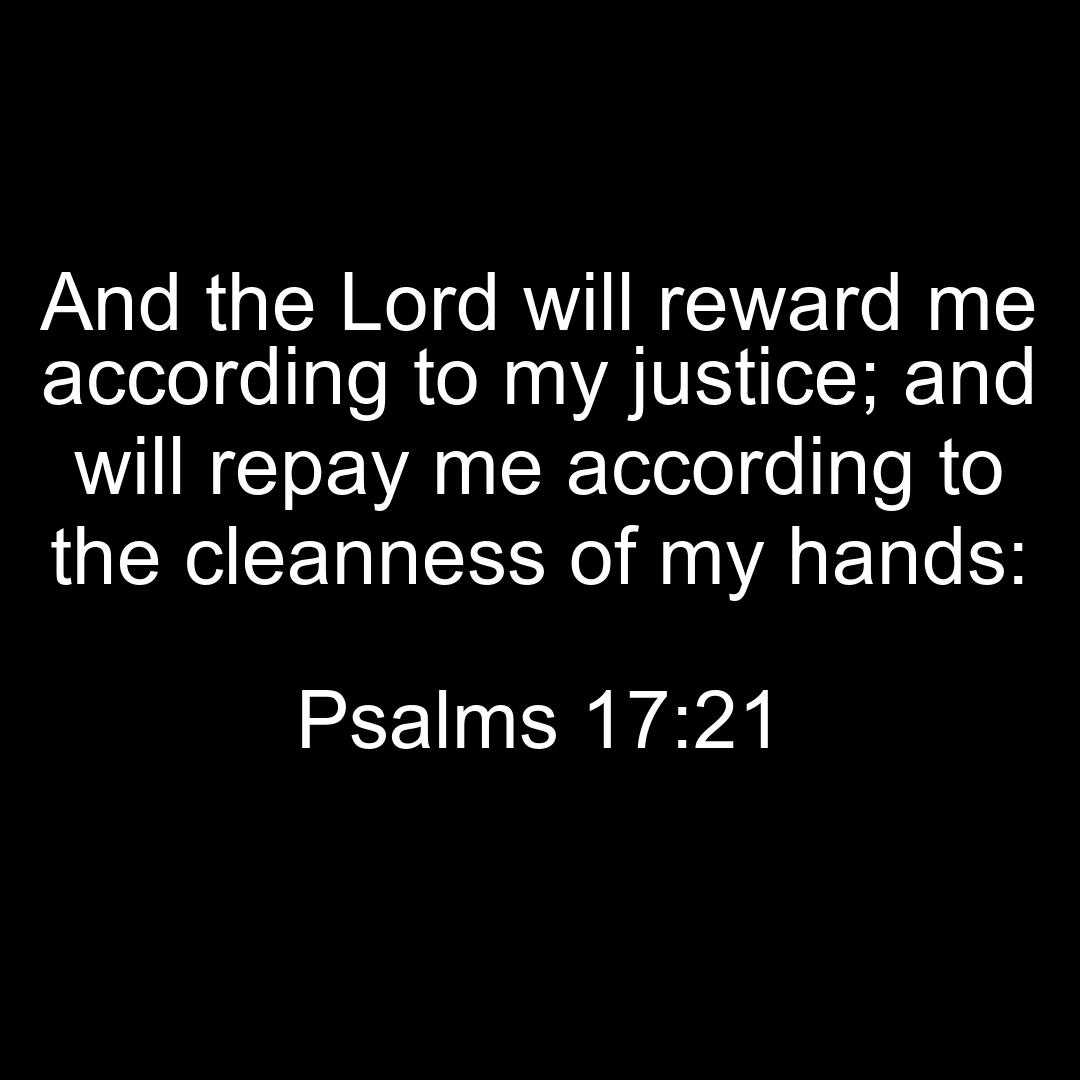 And the Lord will reward me
according to my justice; and
will repay me according to
the cleanness of my hands:
Psalms 17:21